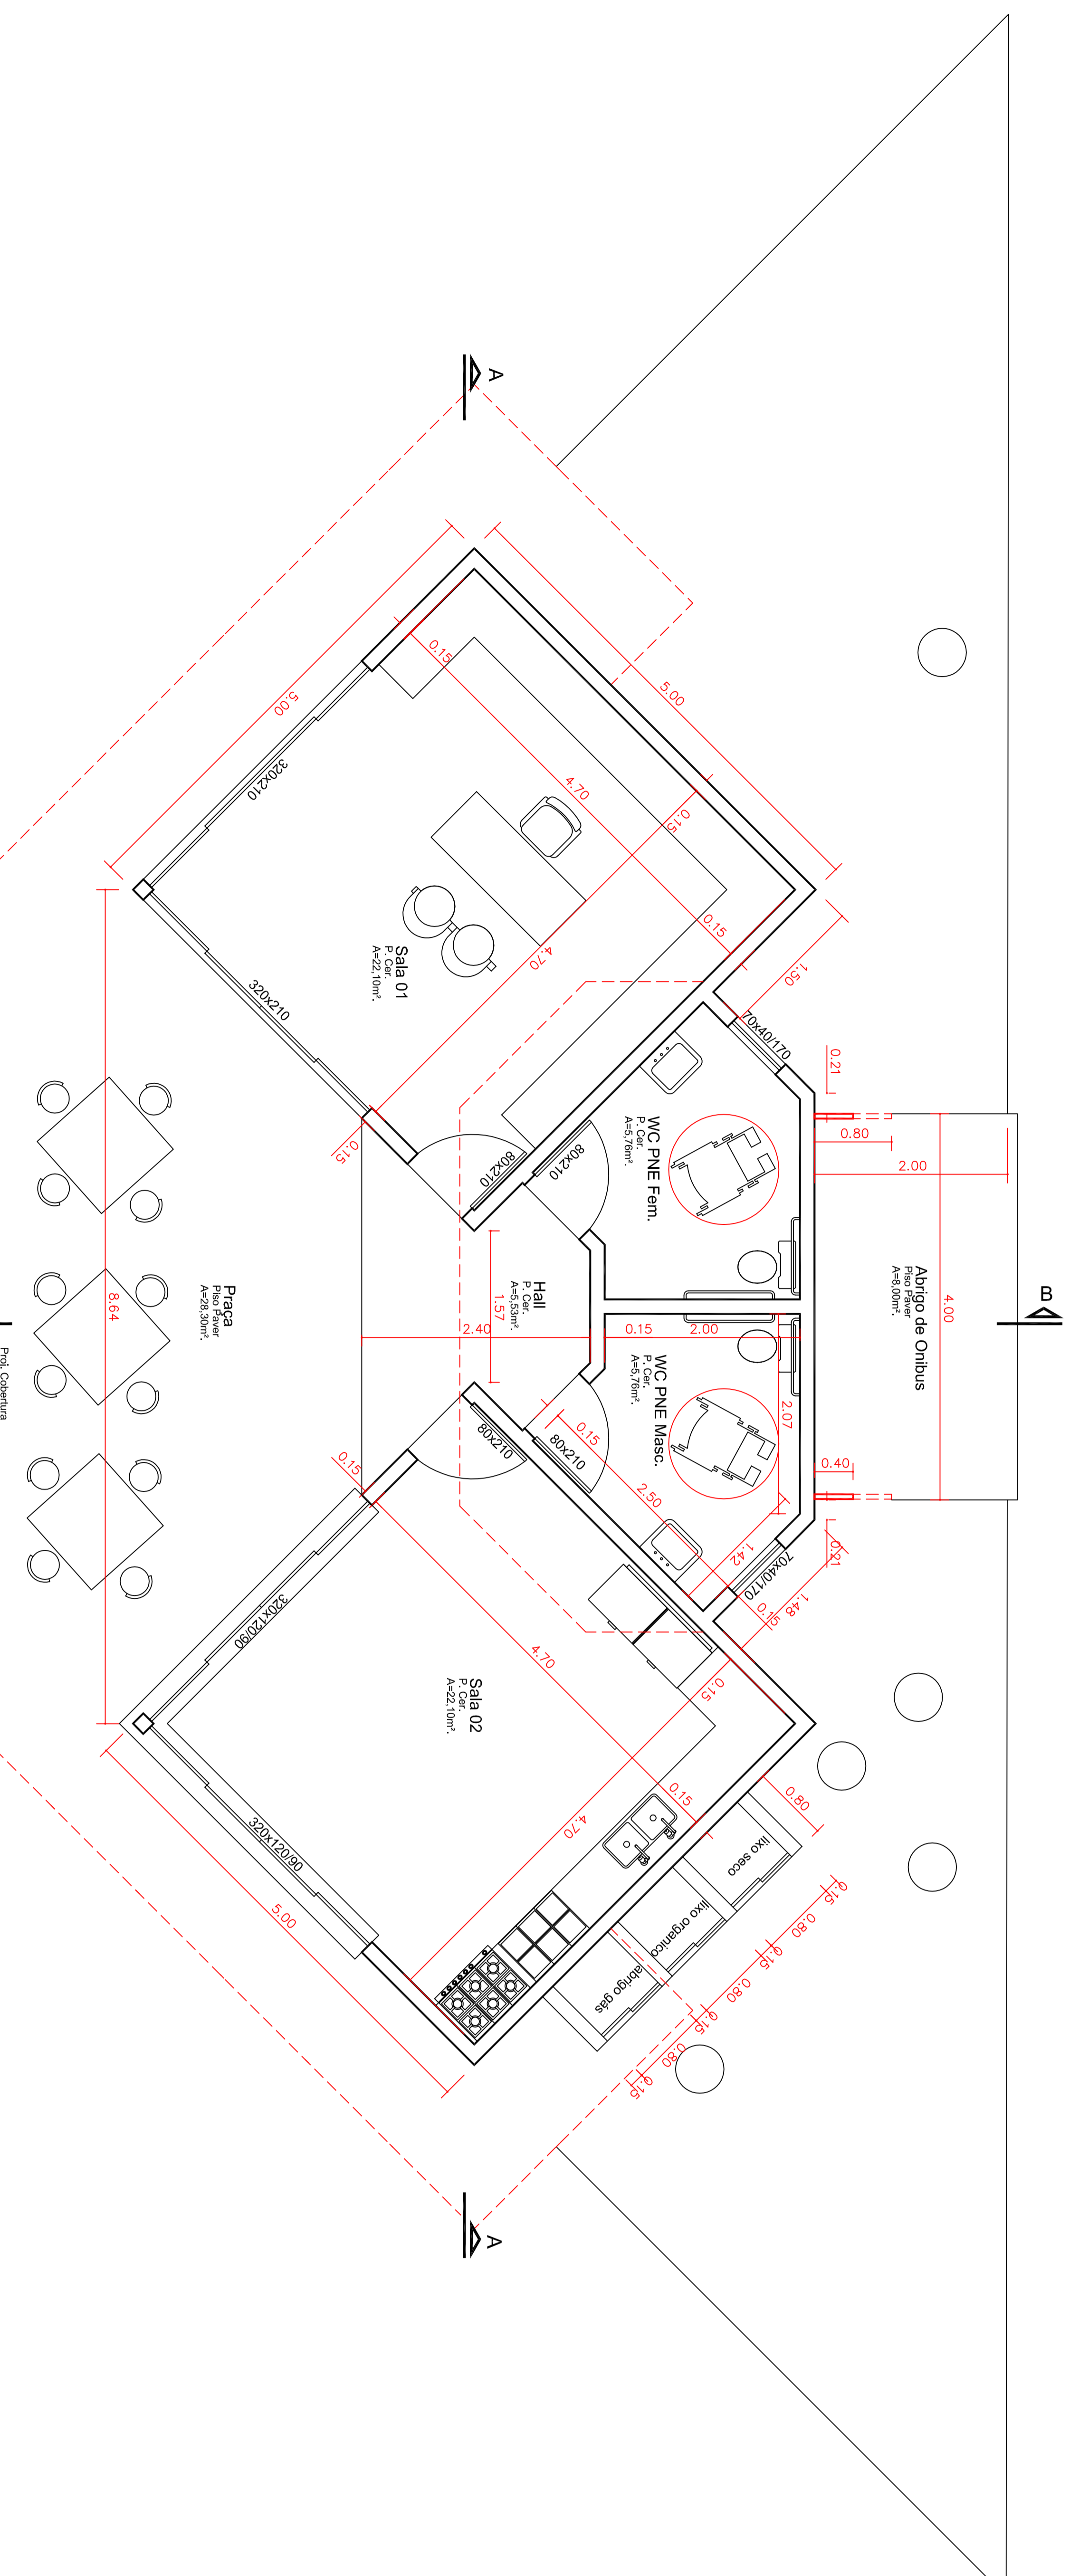 B
Abrigo de Onibus
Piso Paver
A=8,00m².
4.00
2.00
0.80
0.40
0.21
0.21
1.50
70x40/170
WC PNE Fem.
P. Cer.
A=5,76m².
80x210
80x210
WC PNE Masc.
P. Cer.
A=5,76m².
2.07
2.00
0.15
0.15
2.50
1.42
70x40/170
0.15
1.48
80x210
80x210
Hall
P. Cer.
A=5,53m².
1.57
2.40
A
5.00
5.00
0.15
4.70
0.15
0.15
4.70
0.15
320x210
320x210
Sala 01
P. Cer.
A=22,10m².
Sala 02
P. Cer.
A=22,10m².
0.15
4.70
0.15
0.15
4.70
320x120/90
320x120/90
5.00
0.80
lixo seco
lixo organico
abrigo gás
0.15
0.80
0.15
0.80
0.15
0.80
0.15
A
Praça
Piso Paver
A=28,30m².
8.64
Proj. Cobertura